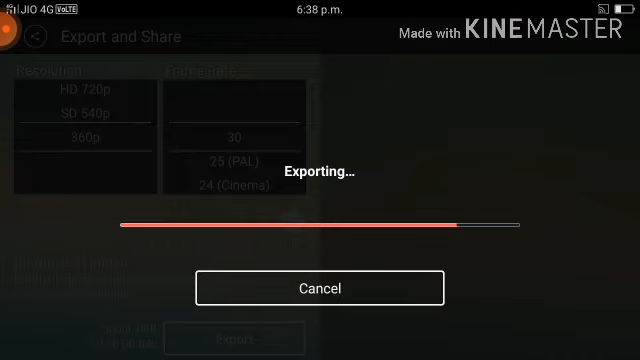 JIO 4G VoLTE 6:38 p.m.
Export and Share
Made with KINEMASTER
Resolution Frame Rate
HD 720p
SD 540p
360p 30
25 (PAL)
24 (Cinema)
Exporting...
Cancel
Export